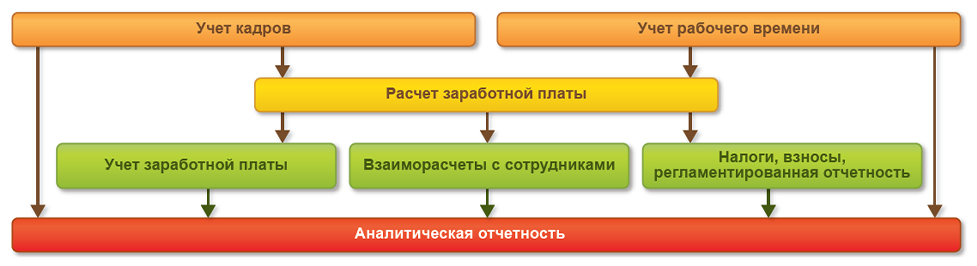 Учет кадров
Учет рабочего времени
Расчет заработной платы
Учет заработной платы
Взаиморасчеты с сотрудниками
Налоги, взносы,
регламентированная отчетность
Аналитическая отчетность